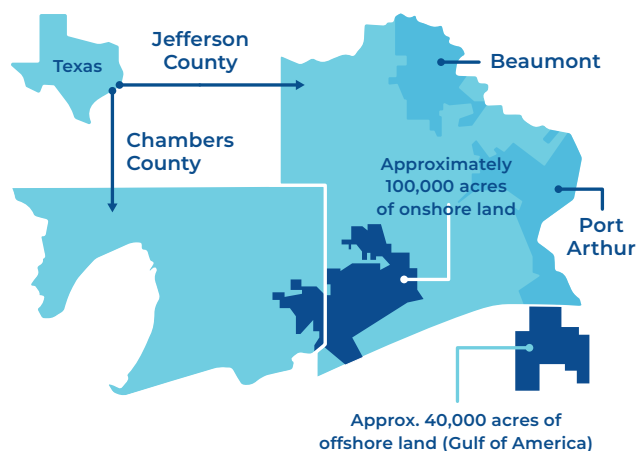 Texas
Jefferson
County
Beaumont
Chambers
County
Approximately
100,000 acres
of onshore land
Port
Arthur
Approx. 40,000 acres of
offshore land (Gulf of America)